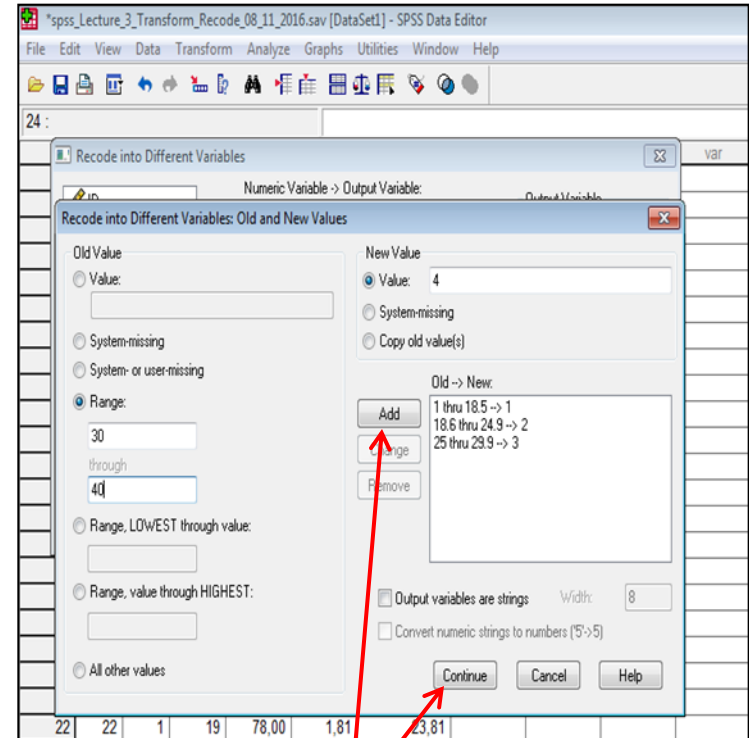 *spss_Lecture_3_Transform_Recode_08_11_2016.sav [DataSet1] - SPSS Data Editor
File Edit View Data Transform Analyze Graphs Utilities Window Help
24 :
Recode into Different Variables
var
ID
Numeric Variable -> Output Variable:
Output Variable
Recode into Different Variables: Old and New Values
Old Value
Value:
System-missing
System- or user-missing
Range:
30
through
40
Range, LOWEST through value:
Range, value through HIGHEST:
All other values
New Value
Value: 4
System-missing
Copy old value(s)
Old --> New:
Add
Change
Remove
1 thru 18.5 --> 1
18.6 thru 24.9 --> 2
25 thru 29.9 --> 3
Output variables are strings Width: 8
Convert numeric strings to numbers ('5'->5)
Continue Cancel Help
22 22 1 19 78,00 1,81 23,81